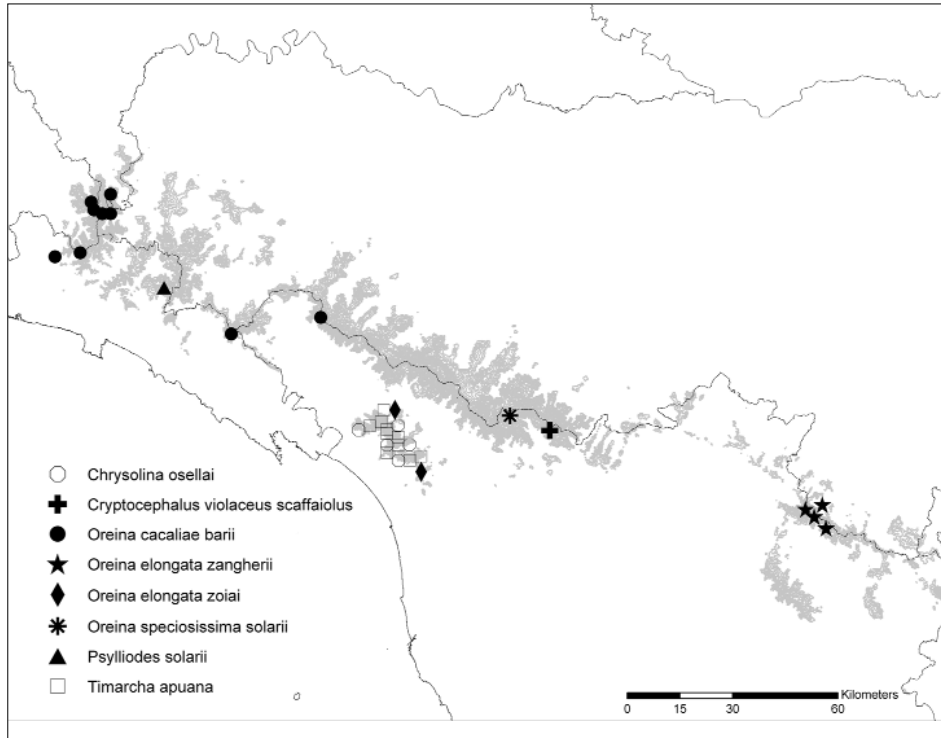 Chrysolina osellai
Cryptocephalus violaceus scaffaiolus
Oreina cacaliae barii
Oreina elongata zangherii
Oreina elongata zoiai
Oreina speciosissima solarii
Psylliodes solarii
Timarcha apuana
Kilometers
0 15 30 60